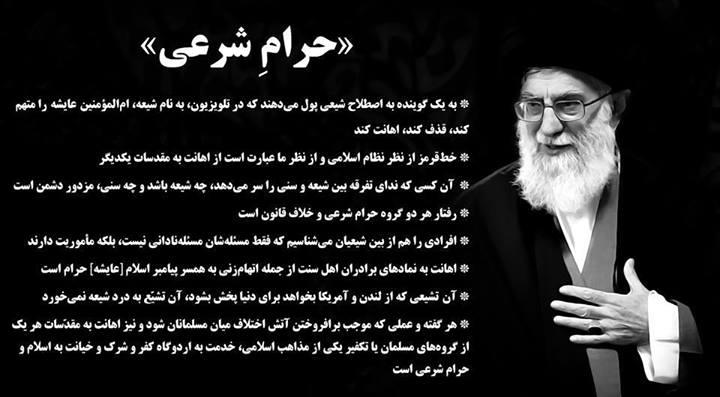 «حرامِ شرعی»
❊ به یک گوینده به اصطلاح شیعی پول می‌دهند که در تلویزیون، به نام شیعه، ام‌المؤمنین عایشه را متهم
کند، قذف کند، اهانت کند
❊ خط‌قرمز از نظر نظام اسلامی و از نظر ما عبارت است از اهانت به مقدسات یکدیگر
❊ آن کسی که ندای تفرقه بین شیعه و سنی را سر می‌دهد، چه شیعه باشد و چه سنی، مزدور دشمن است
❊ رفتار هر دو گروه حرام شرعی و خلاف قانون است
❊ افرادی را هم از بین شیعیان می‌شناسیم که فقط مسئله‌شان مسئله‌نادانی نیست، بلکه مأموریت دارند
❊ اهانت به نمادهای برادران اهل سنت از جمله اتهام‌زنی به همسر پیامبر اسلام [عایشه] حرام است
❊ آن تشیعی که از لندن و آمریکا بخواهد برای دنیا پخش بشود، آن تشیّع به درد شیعه نمی‌خورد
❊ هر گفته و عملی که موجب برافروختن آتش اختلاف میان مسلمانان شود و نیز اهانت به مقدّسات هر یک
از گروه‌های مسلمان یا تکفیر یکی از مذاهب اسلامی، خدمت به اردوگاه کفر و شرک و خیانت به اسلام و
حرام شرعی است